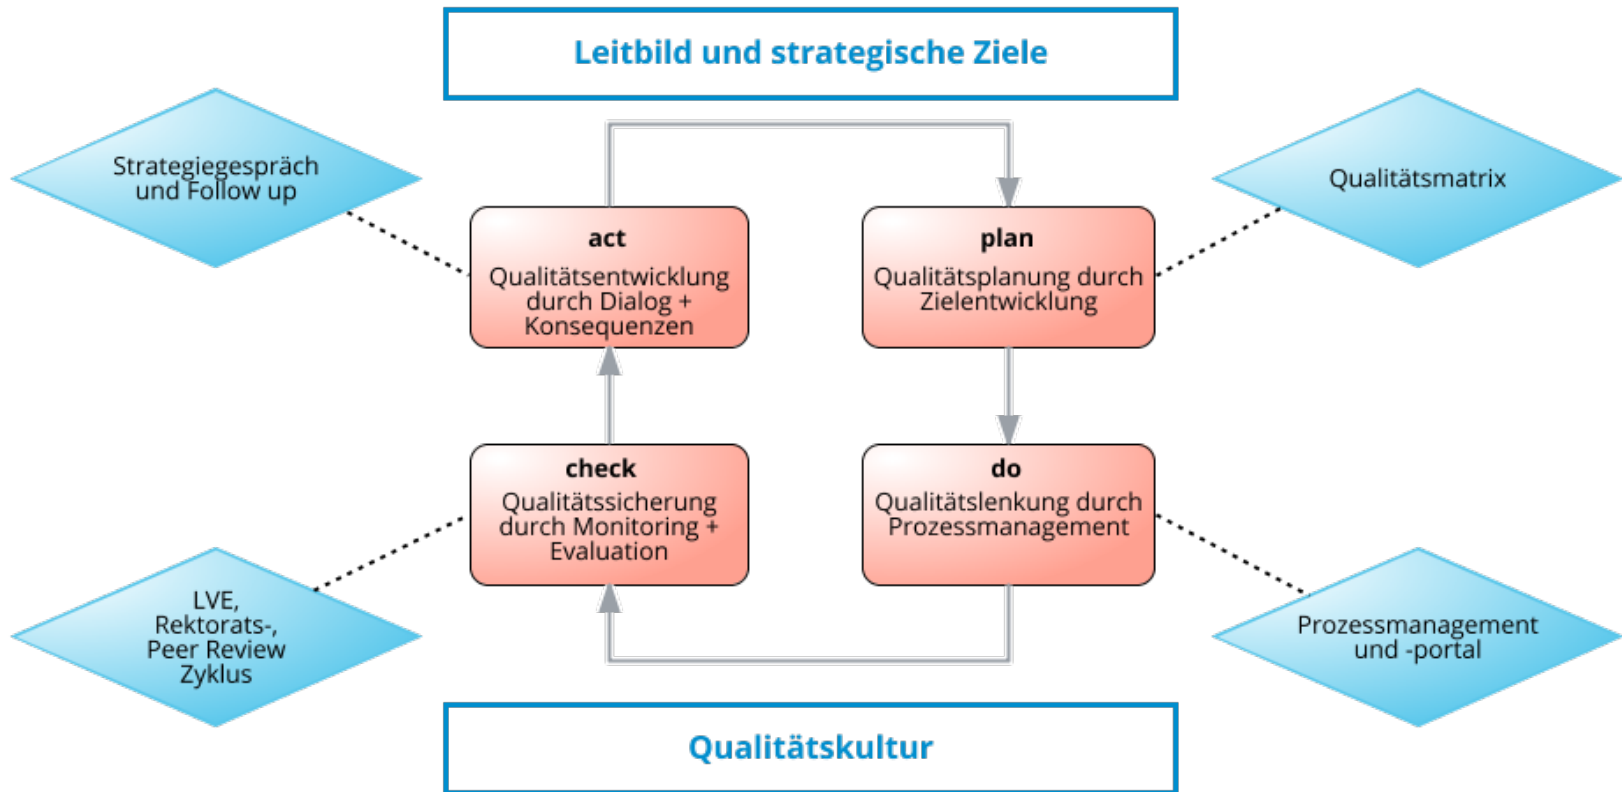 Leitbild und strategische Ziele
Strategiegespräch
und Follow up
act
Qualitätsentwicklung
durch Dialog +
Konsequenzen
plan
Qualitätsplanung durch
Zielentwicklung
Qualitätsmatrix
check
Qualitätssicherung
durch Monitoring +
Evaluation
do
Qualitätslenkung durch
Prozessmanagement
LVE,
Rektorats-,
Peer Review
Zyklus
Prozessmanagement
und -portal
Qualitätskultur